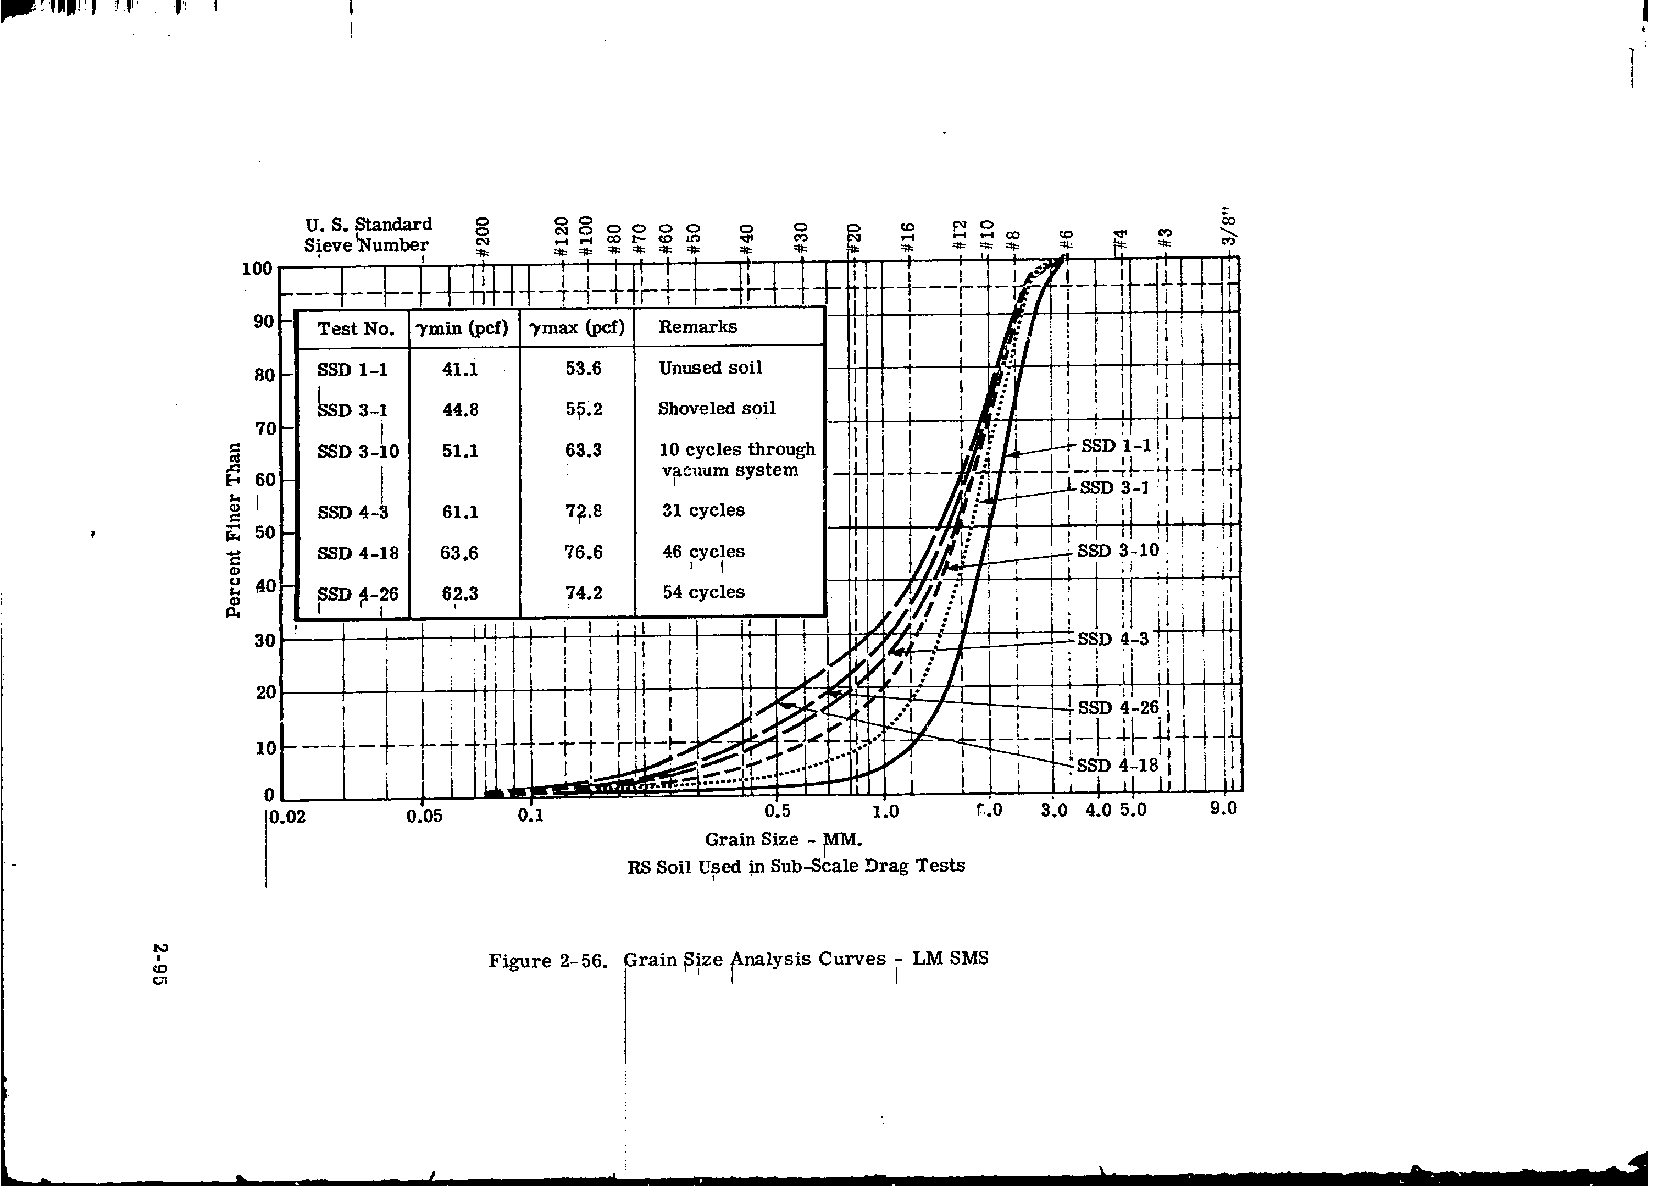 U. S. Standard
Sieve Number
#200 #120 #100 #80 #70 #60 #50 #40 #30 #20 #16 #12 #10 #8 #6 #4 #3 3/8"
Percent Finer Than
100
90
80
70
60
50
40
30
20
10
0
Test No. γmin (pcf) γmax (pcf) Remarks
SSD 1-1 41.1 53.6 Unused soil
SSD 3-1 44.8 55.2 Shoveled soil
SSD 3-10 51.1 63.3 10 cycles through
vacuum system
SSD 4-3 61.1 72.8 31 cycles
SSD 4-18 63.6 76.6 46 cycles
SSD 4-26 62.3 74.2 54 cycles
SSD 1-1
SSD 3-1
SSD 3-10
SSD 4-3
SSD 4-26
SSD 4-18
0.02 0.05 0.1 0.5 1.0 3.0 4.0 5.0 9.0
Grain Size - MM.
RS Soil Used in Sub-Scale Drag Tests
Figure 2-56. Grain Size Analysis Curves - LM SMS
2-95